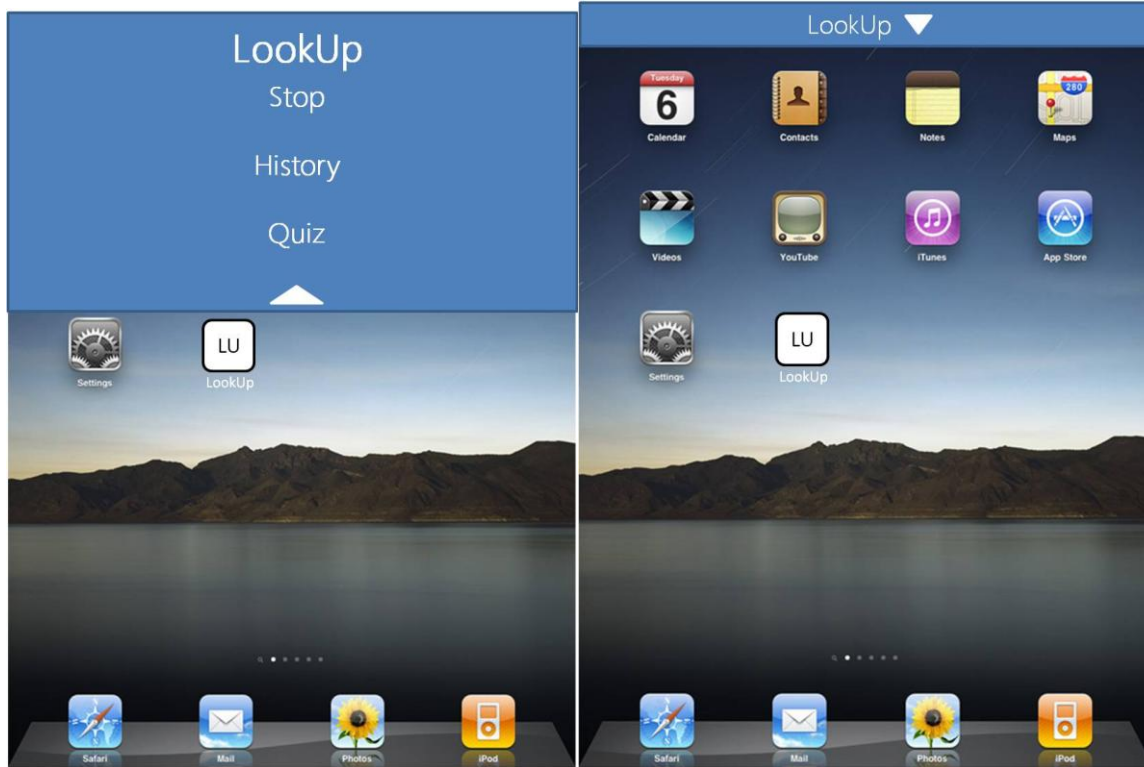 LookUp
Stop
History
Quiz
Settings
LU
LookUp
Safari Mail Photos iPod
LookUp
Tuesday
6
280
Calendar Contacts Notes Maps
Videos YouTube iTunes App Store
LU
Settings LookUp
Safari Mail Photos iPod